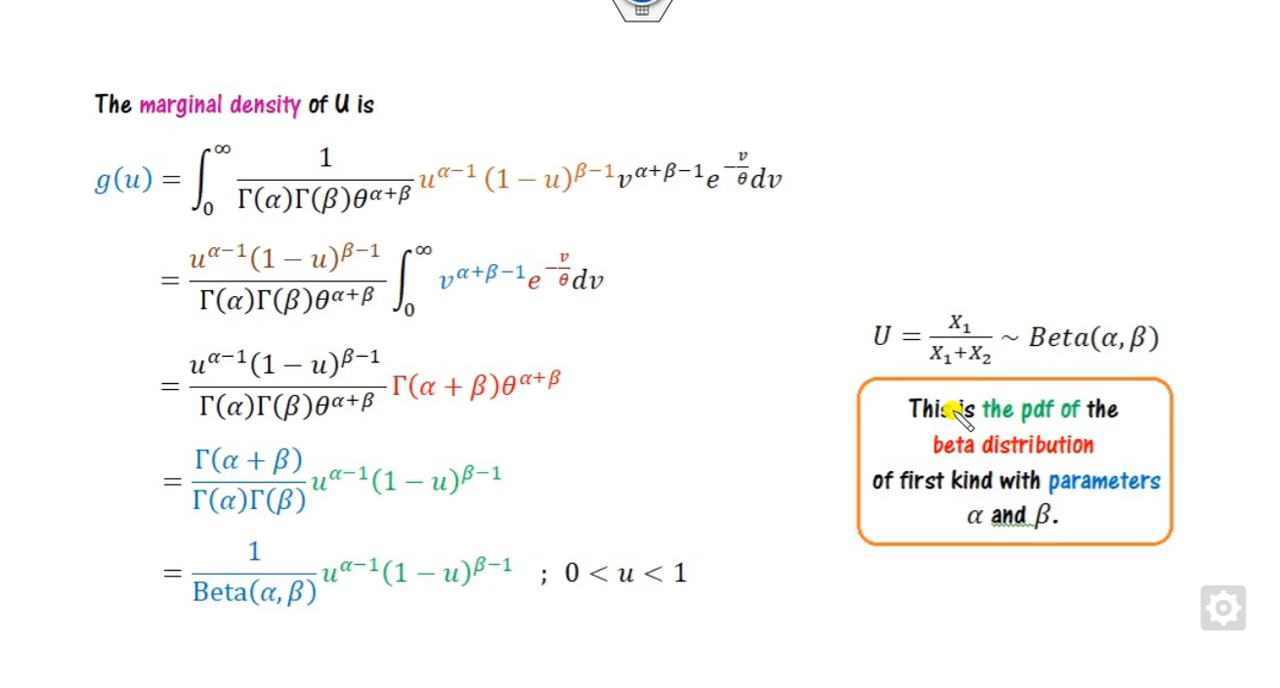 The marginal density of U is
g(u) = ∫₀^∞ 1/(Γ(α)Γ(β)θ^(α+β)) u^(α−1) (1 − u)^(β−1) v^(α+β−1) e^(−v/θ) dv
= u^(α−1)(1 − u)^(β−1)/(Γ(α)Γ(β)θ^(α+β)) ∫₀^∞ v^(α+β−1) e^(−v/θ) dv
= u^(α−1)(1 − u)^(β−1)/(Γ(α)Γ(β)θ^(α+β)) Γ(α + β)θ^(α+β)
= Γ(α + β)/(Γ(α)Γ(β)) u^(α−1)(1 − u)^(β−1)
= 1/Beta(α, β) u^(α−1)(1 − u)^(β−1) ; 0 < u < 1
U = X₁/(X₁+X₂) ~ Beta(α, β)
This is the pdf of the
beta distribution
of first kind with parameters
α and β.